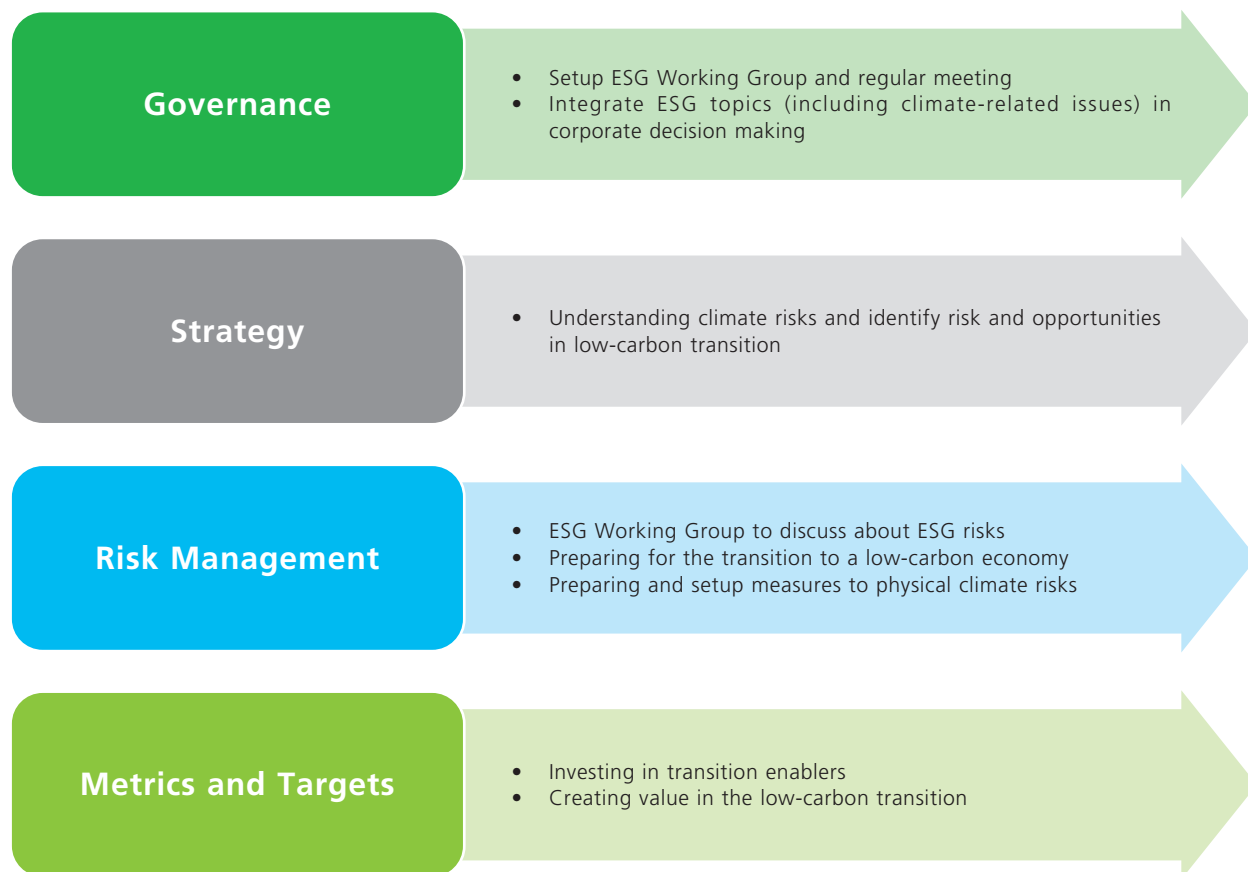 Governance
• Setup ESG Working Group and regular meeting
• Integrate ESG topics (including climate-related issues) in
corporate decision making
Strategy
• Understanding climate risks and identify risk and opportunities
in low-carbon transition
Risk Management
• ESG Working Group to discuss about ESG risks
• Preparing for the transition to a low-carbon economy
• Preparing and setup measures to physical climate risks
Metrics and Targets
• Investing in transition enablers
• Creating value in the low-carbon transition